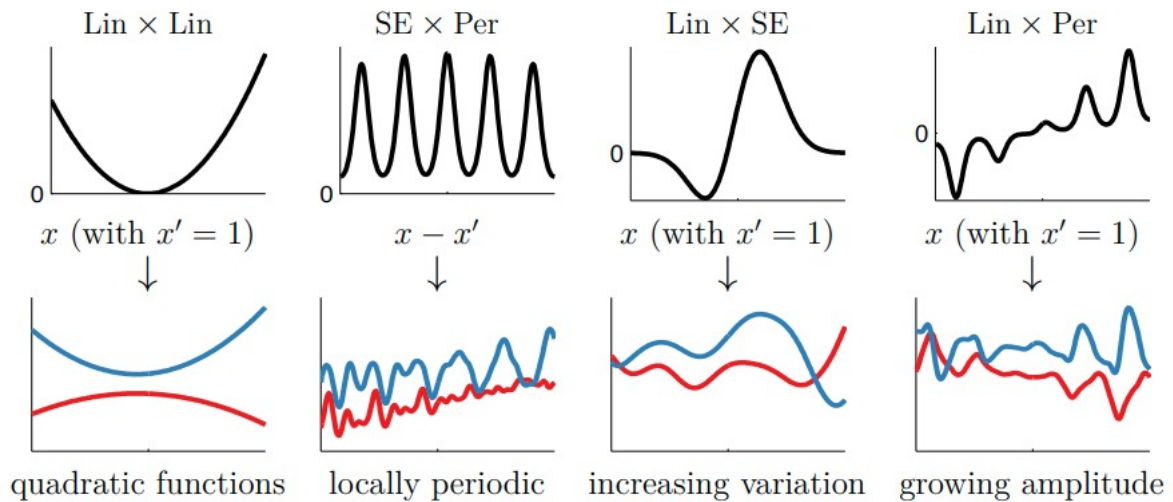 Lin × Lin
SE × Per
Lin × SE
Lin × Per
0
0
0
0
x (with x′ = 1)
x − x′
x (with x′ = 1)
x (with x′ = 1)
↓
↓
↓
↓
quadratic functions
locally periodic
increasing variation
growing amplitude